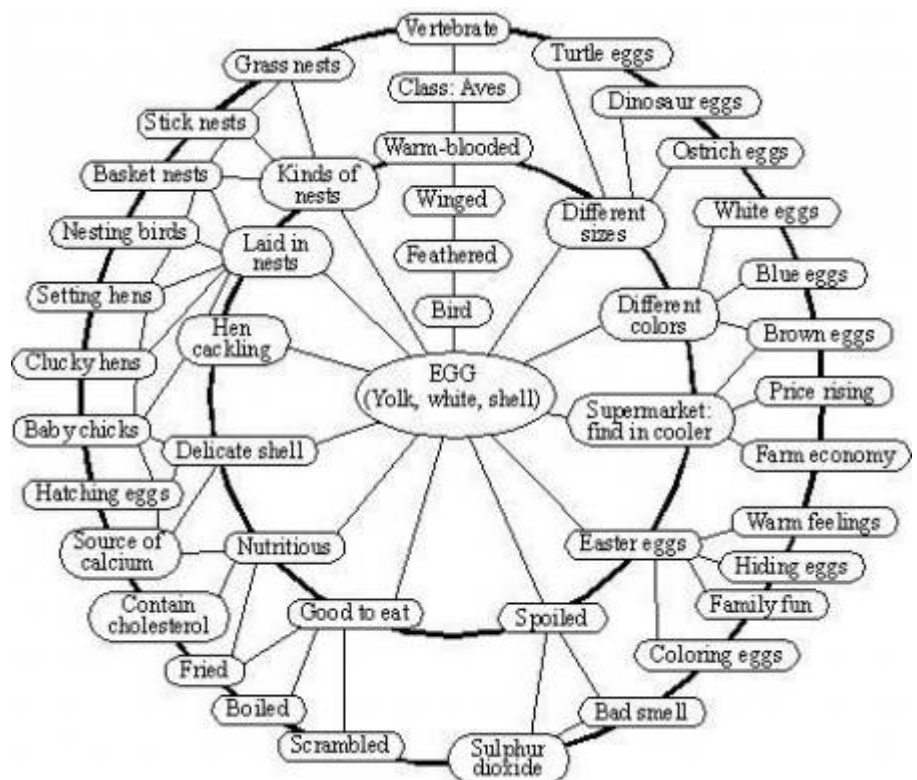 Vertebrate
Grass nests
Turtle eggs
Class: Aves
Dinosaur eggs
Stick nests
Warm-blooded
Ostrich eggs
Basket nests
Kinds of
nests
Winged
Different
sizes
White eggs
Nesting birds
Laid in
nests
Feathered
Blue eggs
Setting hens
Bird
Different
colors
Hen
cackling
Brown eggs
Clucky hens
EGG
(Yolk, white, shell)
Price rising
Supermarket:
find in cooler
Baby chicks
Delicate shell
Farm economy
Hatching eggs
Warm feelings
Source of
calcium
Nutritious
Easter eggs
Hiding eggs
Contain
cholesterol
Good to eat
Spoiled
Family fun
Coloring eggs
Fried
Boiled
Bad smell
Scrambled
Sulphur
dioxide